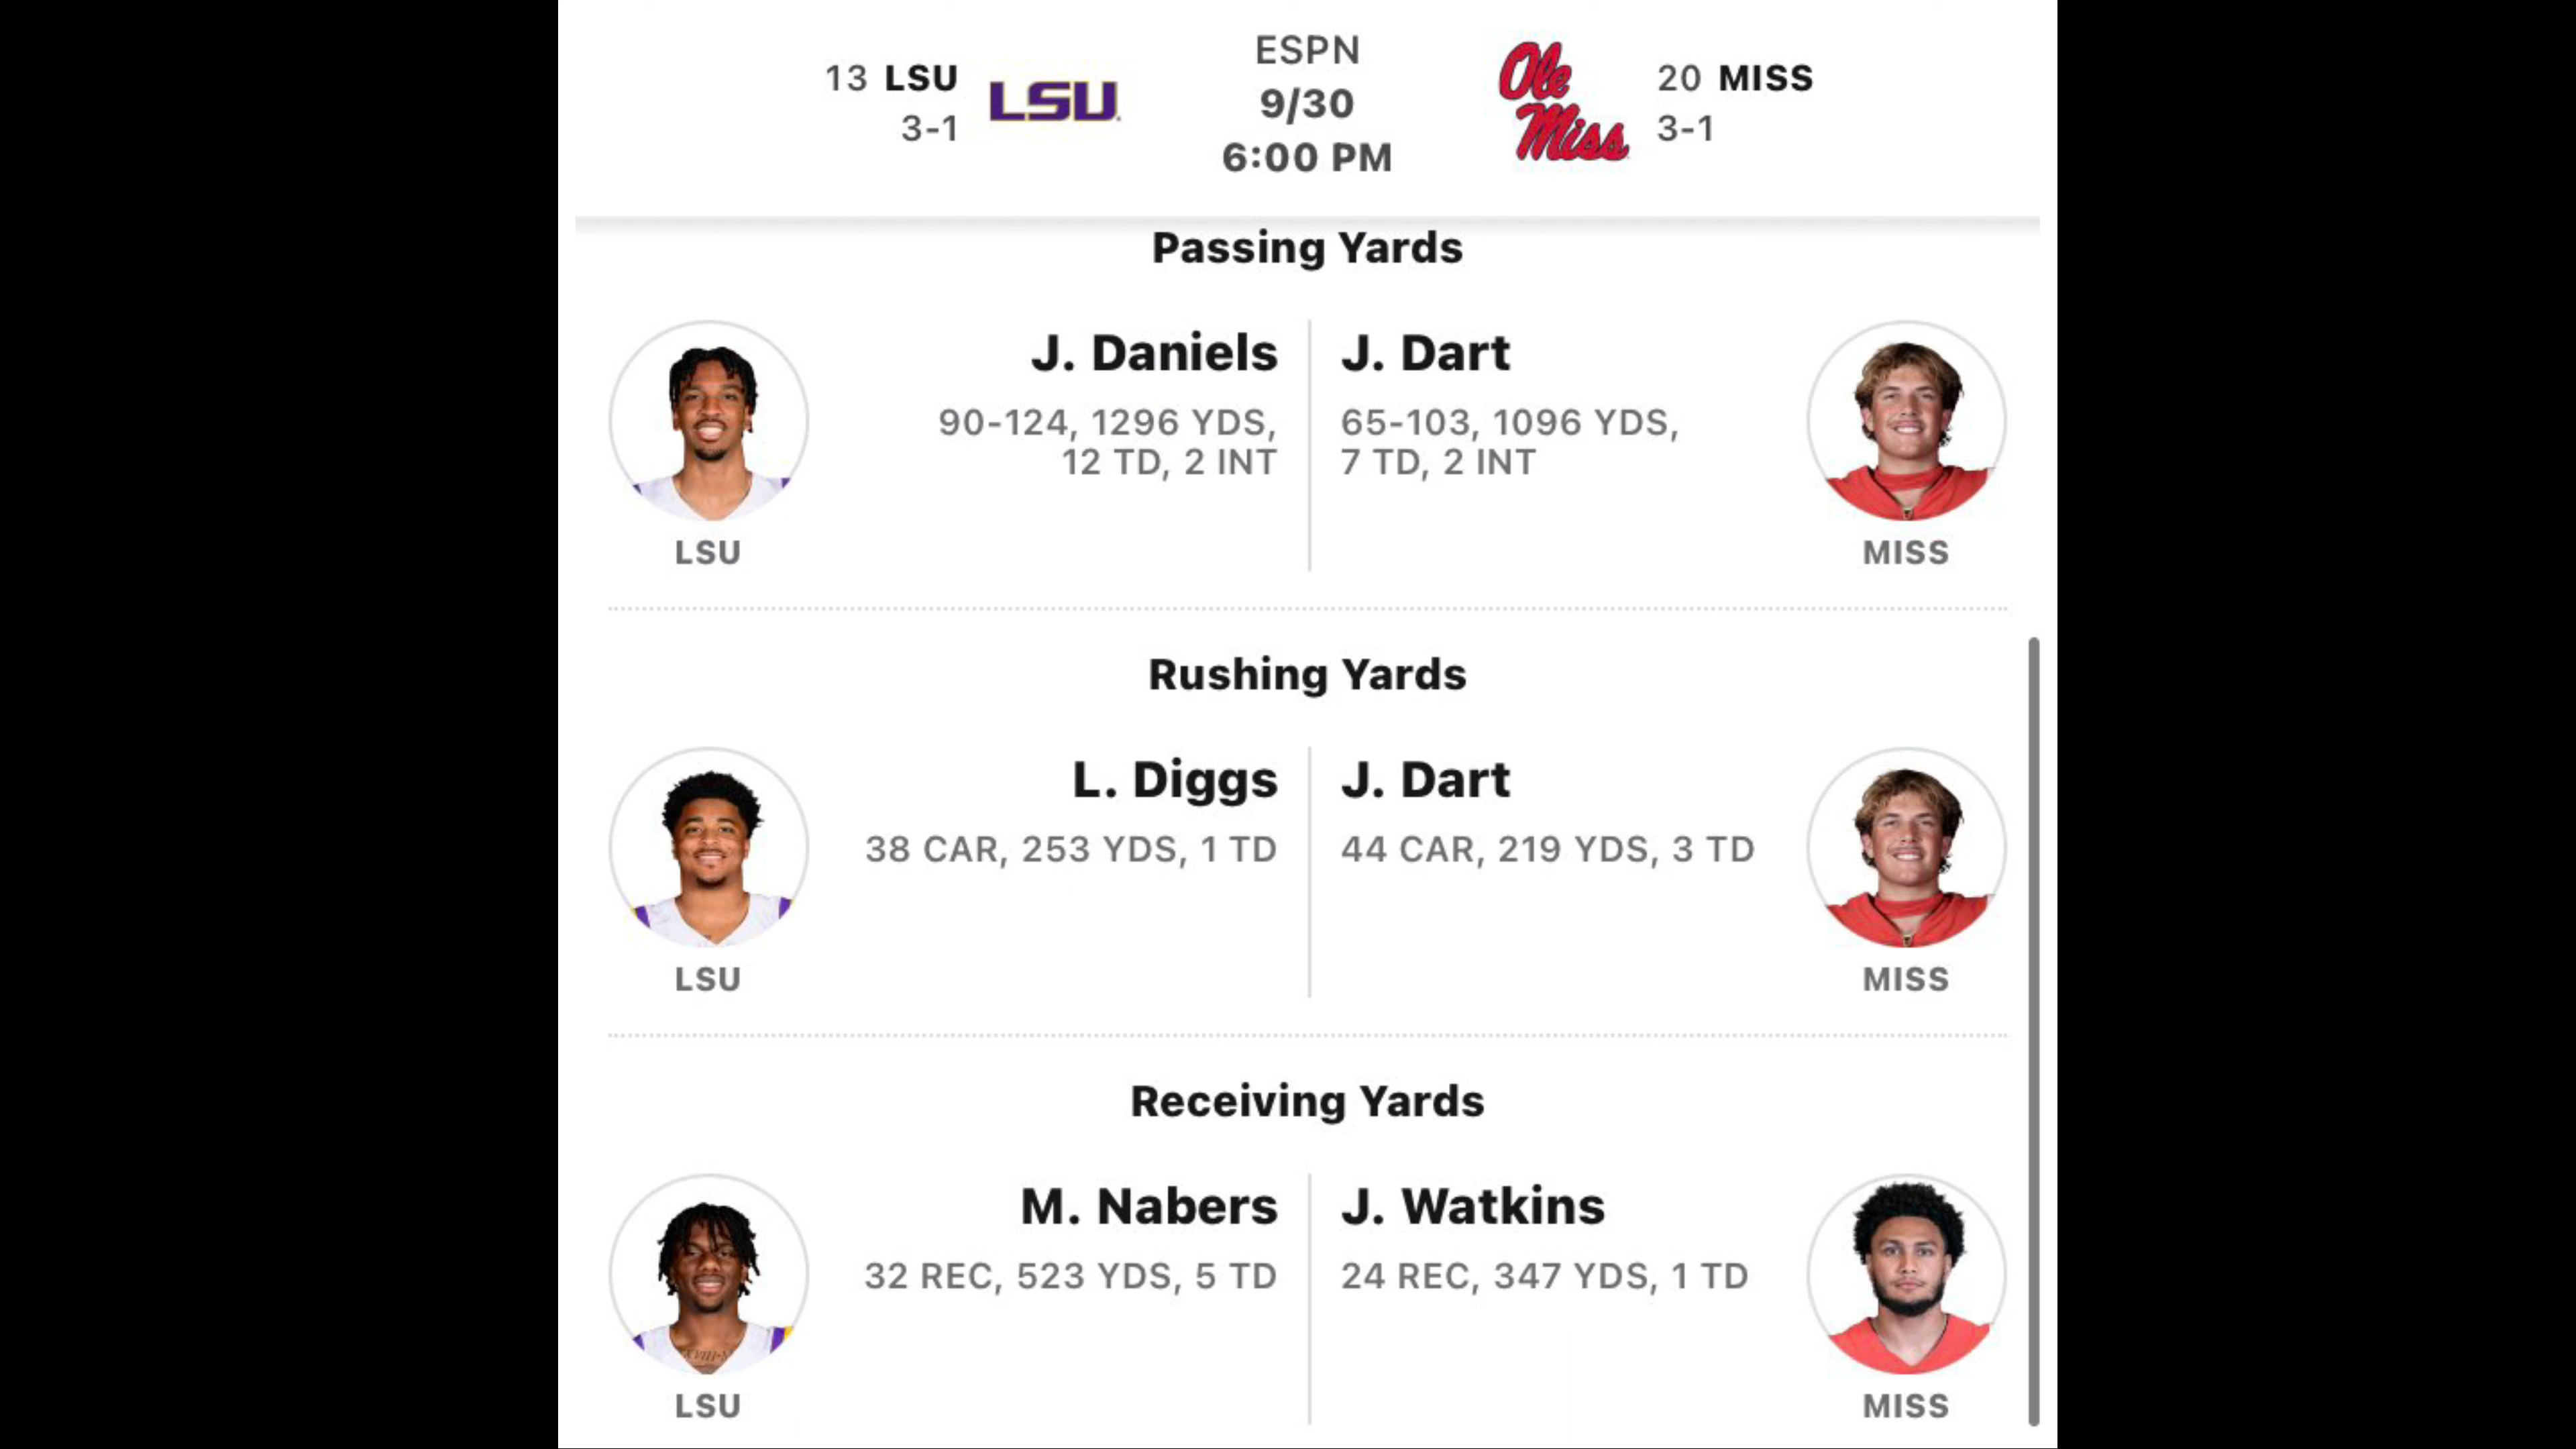 13 LSU
3-1
LSU
ESPN
9/30
6:00 PM
Ole
Miss
20 MISS
3-1
Passing Yards
J. Daniels
90-124, 1296 YDS,
12 TD, 2 INT
LSU
J. Dart
65-103, 1096 YDS,
7 TD, 2 INT
MISS
Rushing Yards
L. Diggs
38 CAR, 253 YDS, 1 TD
LSU
J. Dart
44 CAR, 219 YDS, 3 TD
MISS
Receiving Yards
M. Nabers
32 REC, 523 YDS, 5 TD
LSU
J. Watkins
24 REC, 347 YDS, 1 TD
MISS